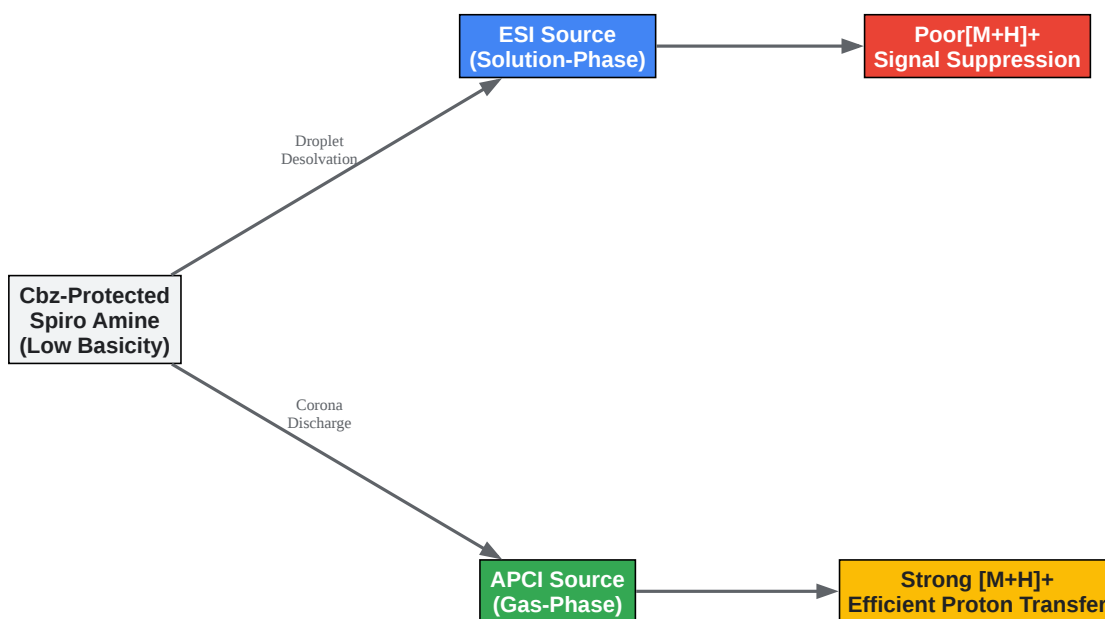 ESI Source
(Solution-Phase)
Poor[M+H]+
Signal Suppression
Droplet
Desolvation
Cbz-Protected
Spiro Amine
(Low Basicity)
Corona
Discharge
APCI Source
(Gas-Phase)
Strong [M+H]+
Efficient Proton Transfer